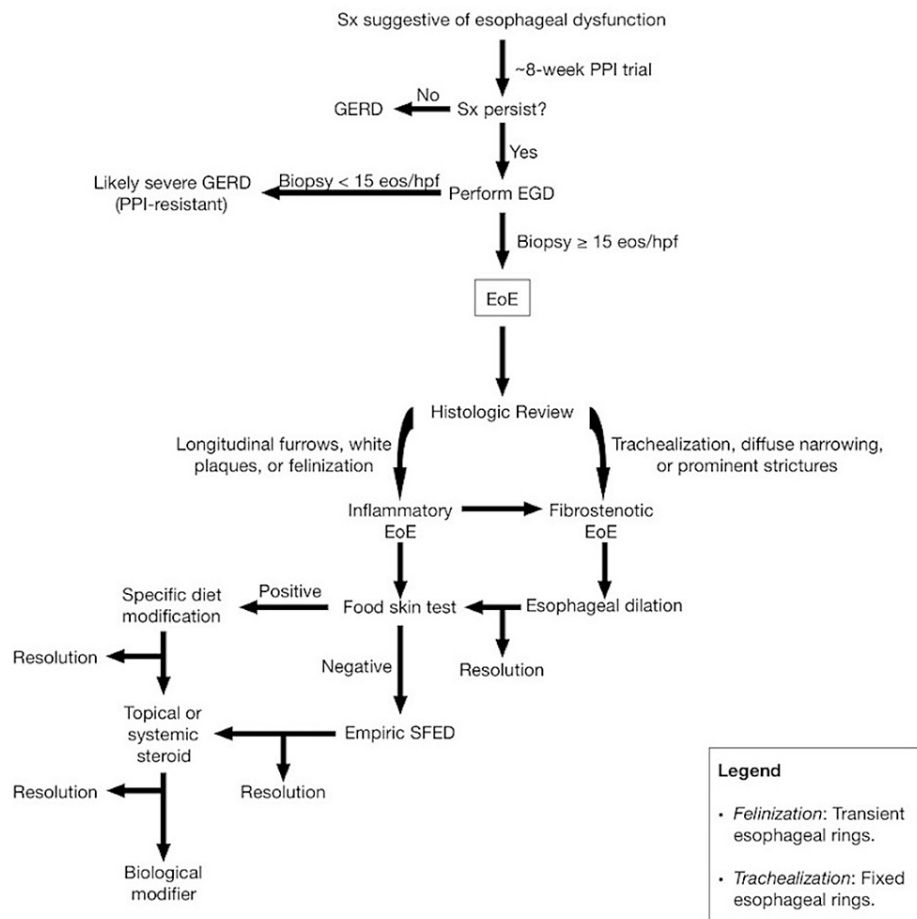 Sx suggestive of esophageal dysfunction
~8-week PPI trial
No
GERD
Sx persist?
Yes
Biopsy < 15 eos/hpf
Likely severe GERD
(PPI-resistant)
Perform EGD
Biopsy ≥ 15 eos/hpf
EoE
Histologic Review
Longitudinal furrows, white
plaques, or felinization
Trachealization, diffuse narrowing,
or prominent strictures
Inflammatory
EoE
Fibrostenotic
EoE
Specific diet
modification
Positive
Food skin test
Esophageal dilation
Resolution
Negative
Resolution
Topical or
systemic
steroid
Empiric SFED
Resolution
Resolution
Biological
modifier
Legend
• Felinization: Transient
esophageal rings.
• Trachealization: Fixed
esophageal rings.